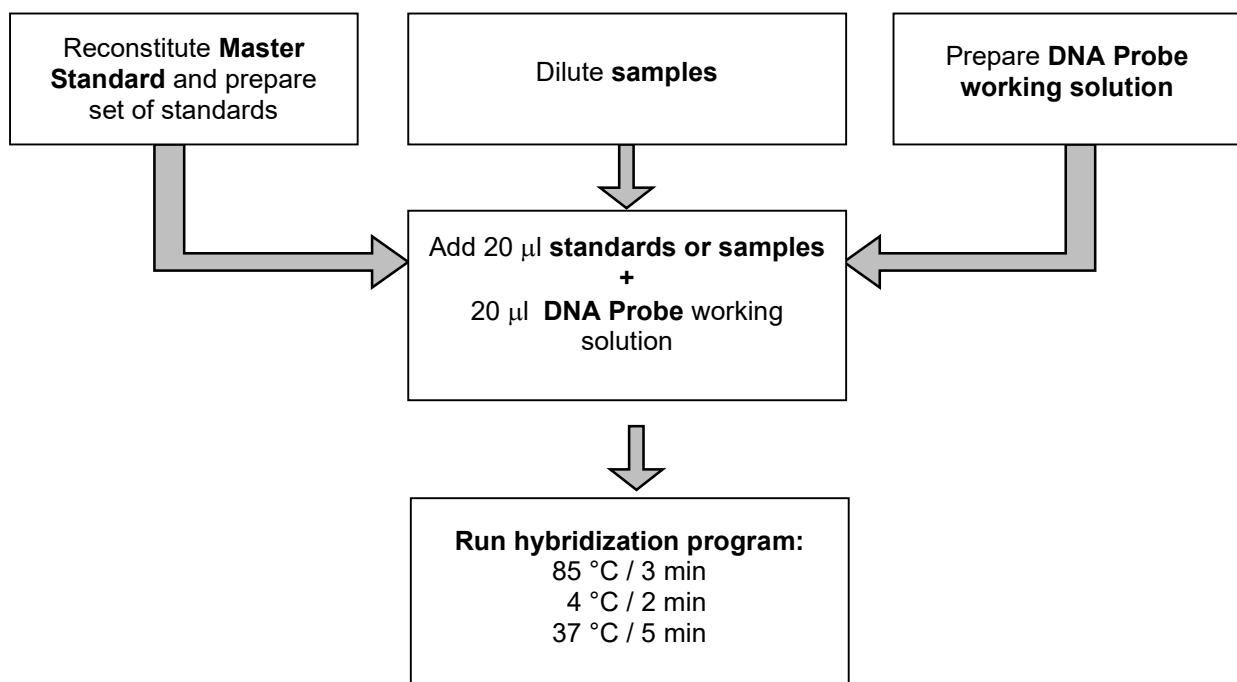 Reconstitute Master
Standard and prepare
set of standards
Dilute samples
Prepare DNA Probe
working solution
Add 20 μl standards or samples
+
20 μl DNA Probe working
solution
Run hybridization program:
85 °C / 3 min
4 °C / 2 min
37 °C / 5 min